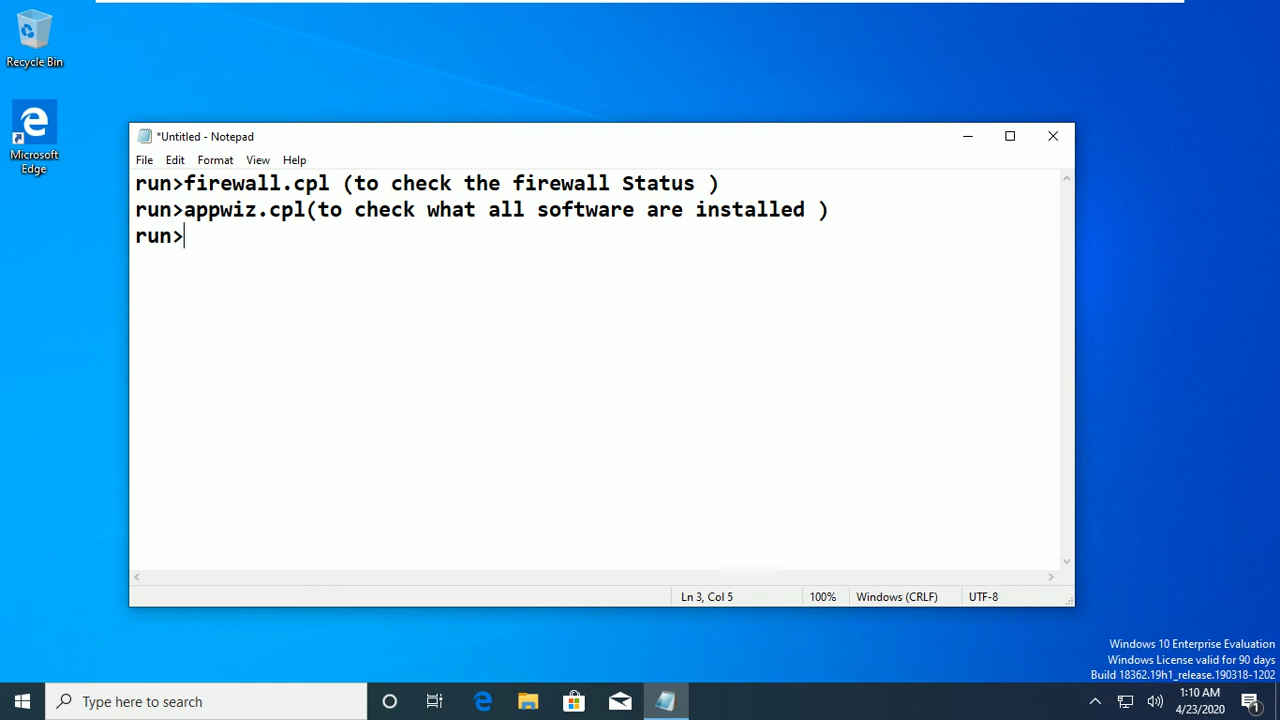 Recycle Bin
Microsoft
Edge
*Untitled - Notepad
File Edit Format View Help
run>firewall.cpl (to check the firewall Status )
run>appwiz.cpl(to check what all software are installed )
run>
Ln 3, Col 5 100% Windows (CRLF) UTF-8
Windows 10 Enterprise Evaluation
Windows License valid for 90 days
Build 18362.19h1_release.190318-1202
Type here to search
1:10 AM
4/23/2020
1